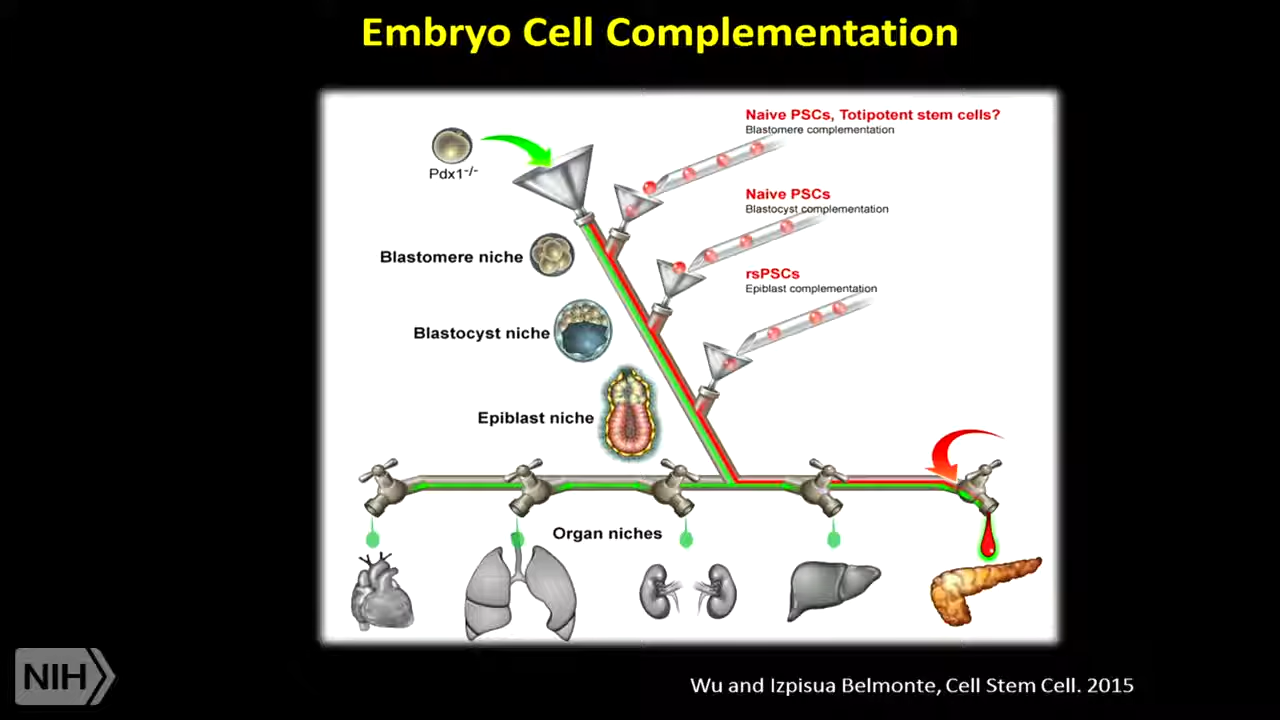 Embryo Cell Complementation
Naive PSCs, Totipotent stem cells?
Blastomere complementation
Pdx1-/-
Naive PSCs
Blastocyst complementation
Blastomere niche
rsPSCs
Epiblast complementation
Blastocyst niche
Epiblast niche
Organ niches
NIH
Wu and Izpisua Belmonte, Cell Stem Cell. 2015